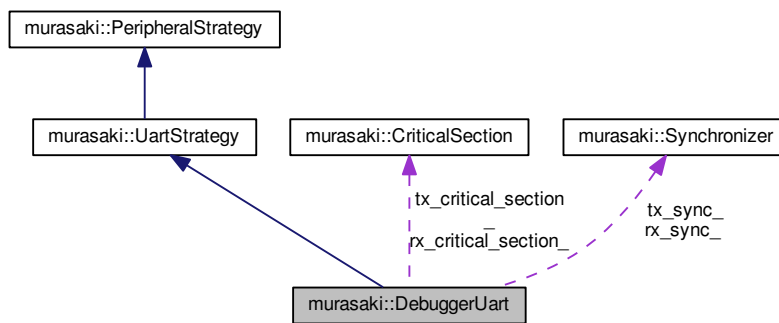 murasaki::PeripheralStrategy
murasaki::UartStrategy
murasaki::CriticalSection
murasaki::Synchronizer
tx_critical_section
_
rx_critical_section_
tx_sync_
rx_sync_
murasaki::DebuggerUart